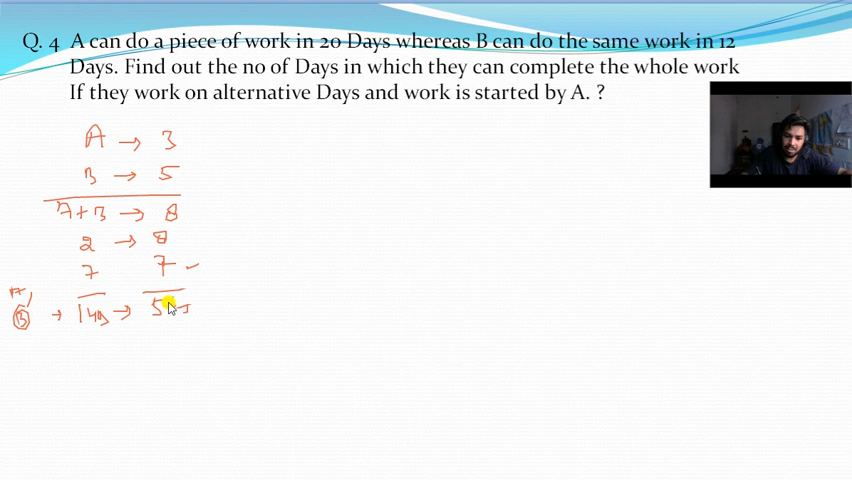 Q. 4 A can do a piece of work in 20 Days whereas B can do the same work in 12
Days. Find out the no of Days in which they can complete the whole work
If they work on alternative Days and work is started by A. ?
A → 3
B → 5
A+B → 8
2 → 8
7 7
B → 14 → 5